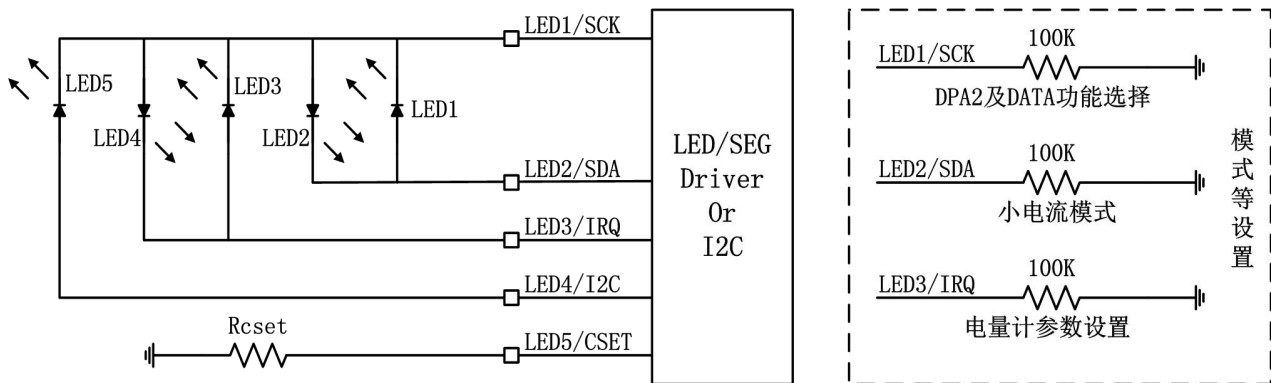 LED1/SCK
LED5
LED3
LED1
LED4
LED2
LED2/SDA
LED3/IRQ
LED4/I2C
Rcset
LED5/CSET
LED/SEG
Driver
Or
I2C
LED1/SCK
100K
DPA2及DATA功能选择
LED2/SDA
100K
小电流模式
LED3/IRQ
100K
电量计参数设置
模式等设置